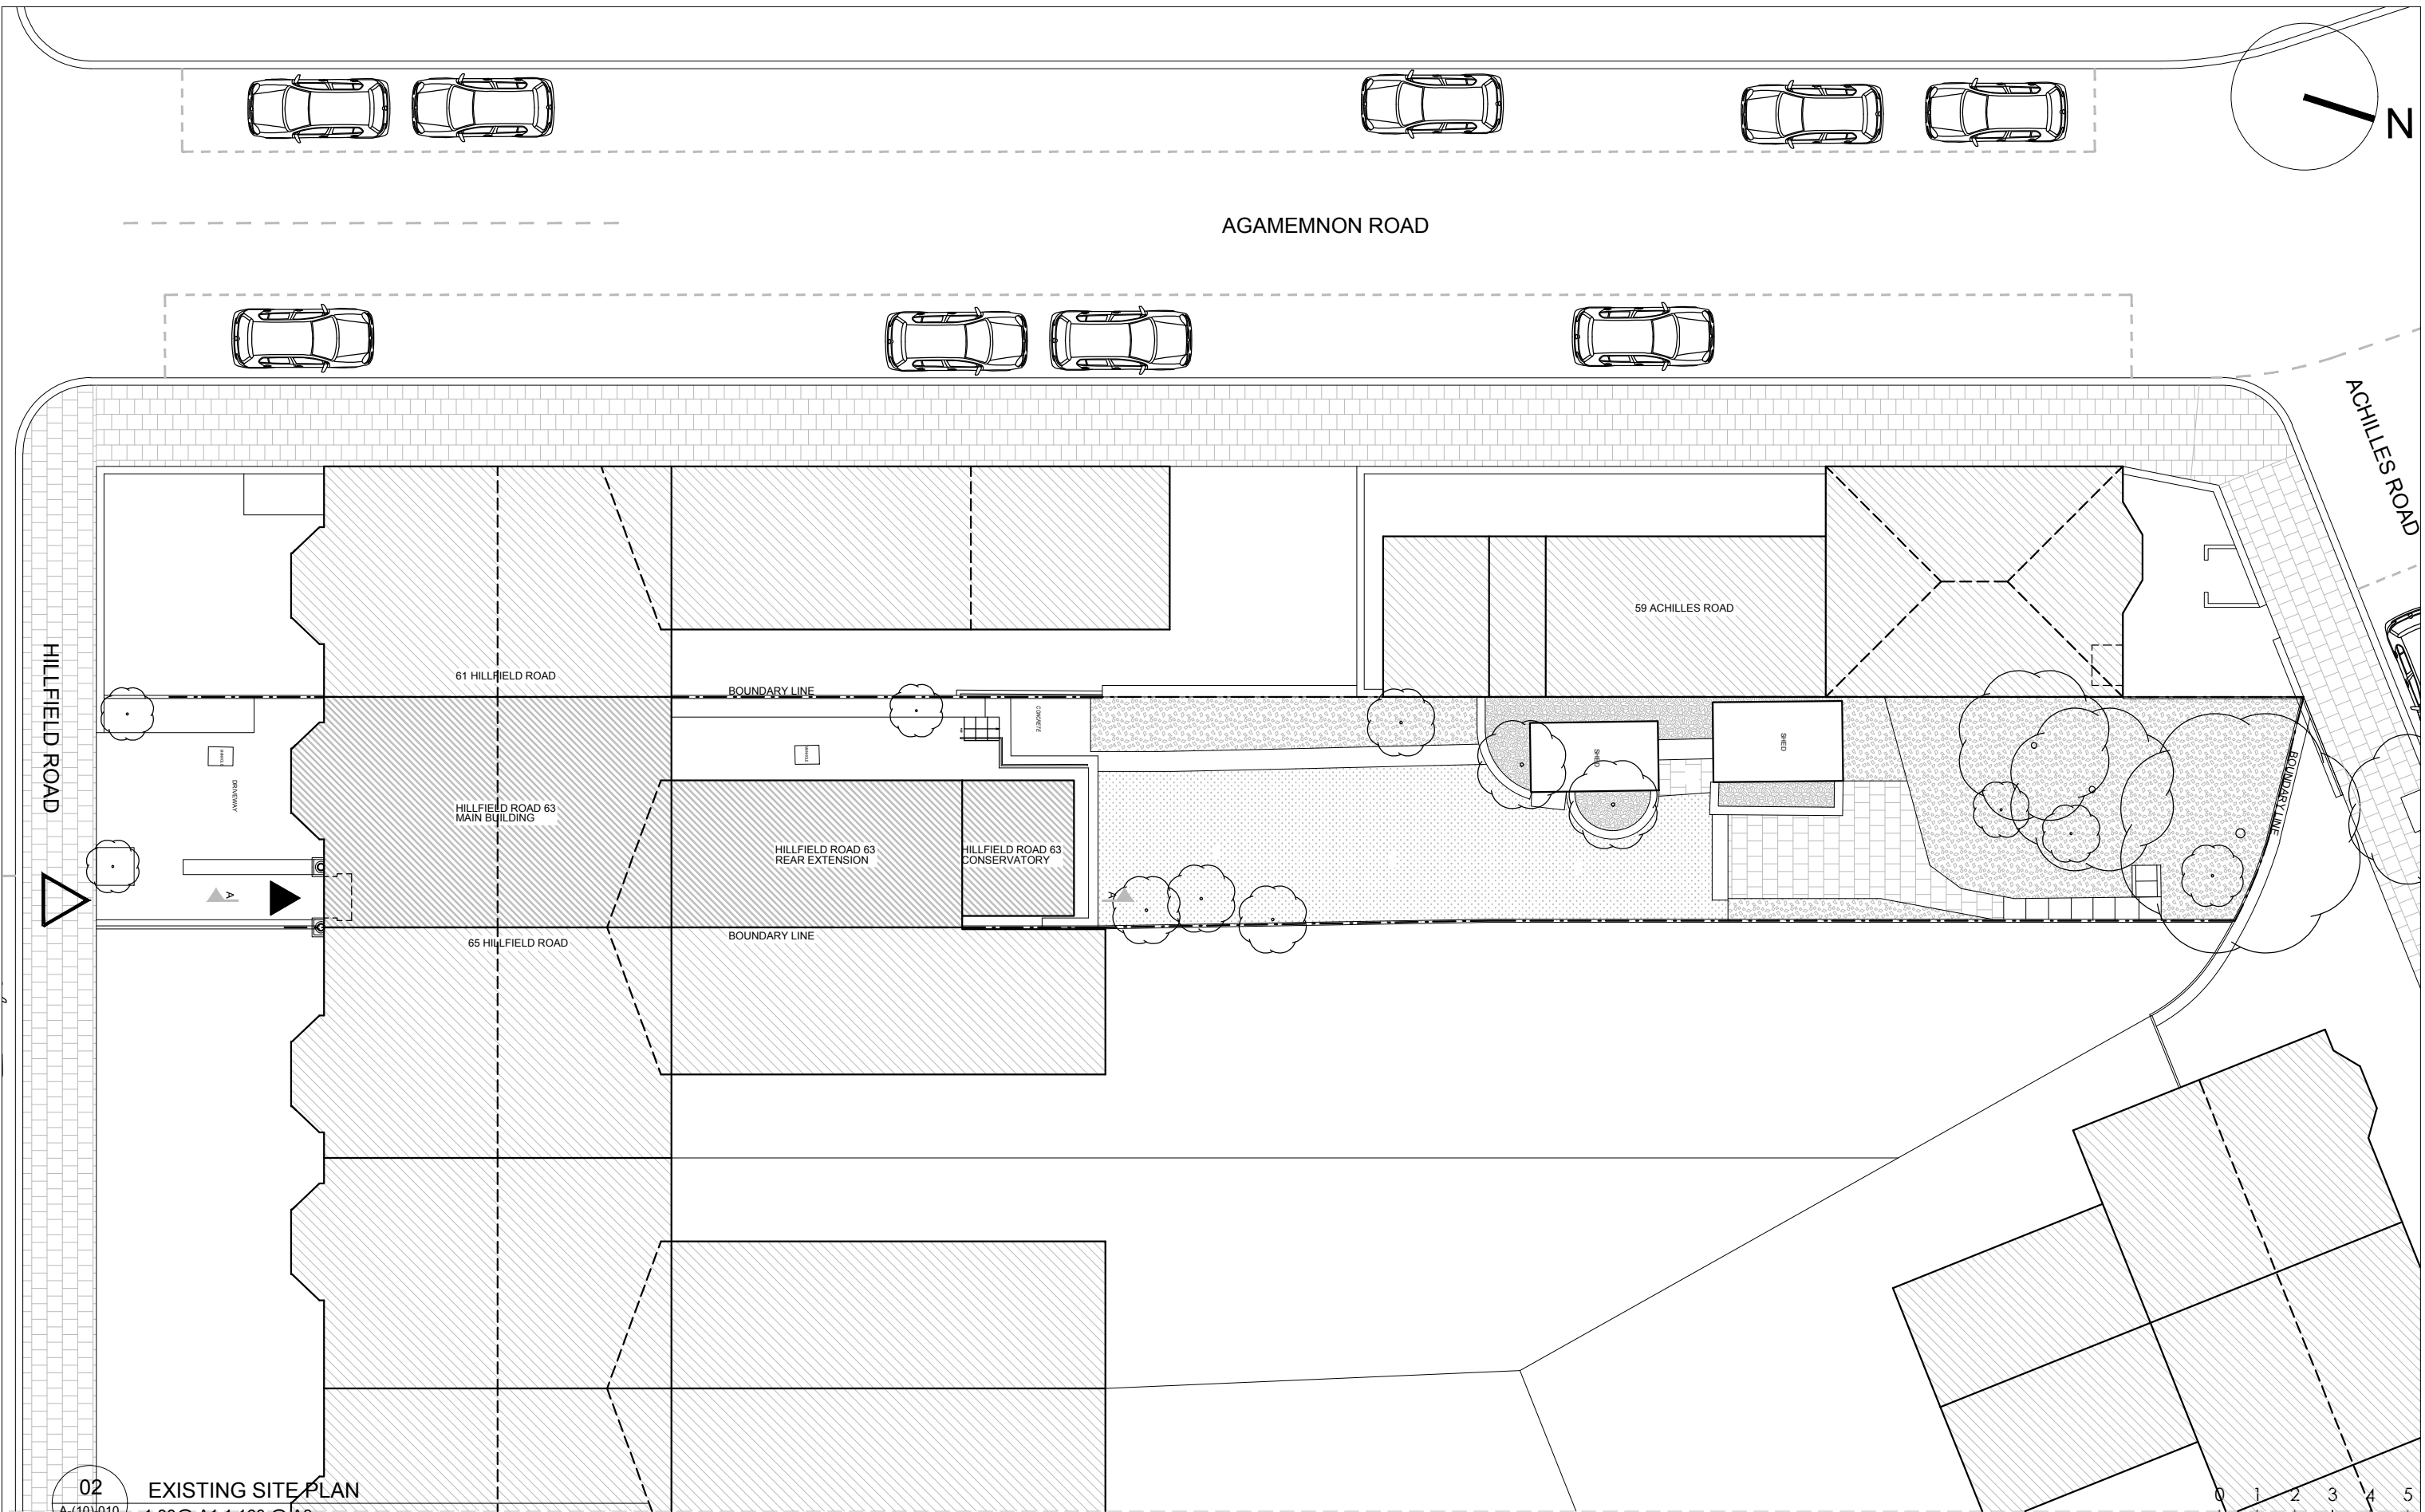 N
AGAMEMNON ROAD
ACHILLES ROAD
59 ACHILLES ROAD
HILLFIELD ROAD
61 HILLFIELD ROAD
BOUNDARY LINE
CONCRETE
SHED
SHED
BOUNDARY LINE
DRIVEWAY
HILLFIELD ROAD 63
MAIN BUILDING
HILLFIELD ROAD 63
REAR EXTENSION
HILLFIELD ROAD 63
CONSERVATORY
A
A
65 HILLFIELD ROAD
BOUNDARY LINE
02
EXISTING SITE PLAN
0 1 2 3 4 5